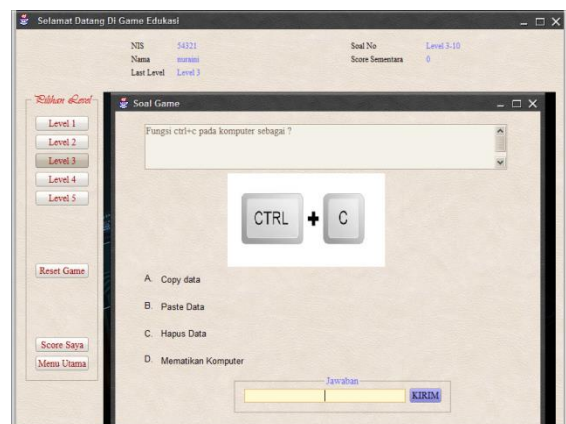 Selamat Datang Di Game Edukasi
NIS 54321
Nama nuraini
Last Level Level 3
Soal No Level 3-10
Score Sementara 0
Pilihan Level
Level 1
Level 2
Level 3
Level 4
Level 5
Reset Game
Score Saya
Menu Utama
Soal Game
Fungsi ctrl+c pada komputer sebagai ?
CTRL + C
A. Copy data
B. Paste Data
C. Hapus Data
D. Mematikan Komputer
Jawaban
KIRIM